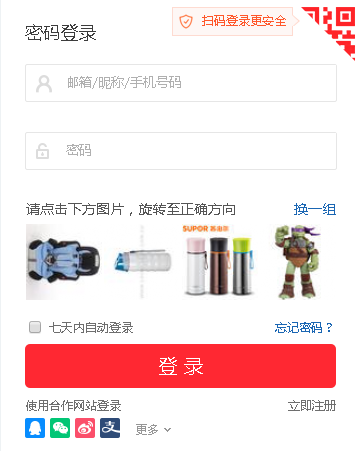 扫码登录更安全
密码登录
邮箱/昵称/手机号码
密码
请点击下方图片，旋转至正确方向
换一组
SUPOR 苏泊尔
七天内自动登录
忘记密码？
登录
使用合作网站登录
立即注册
更多